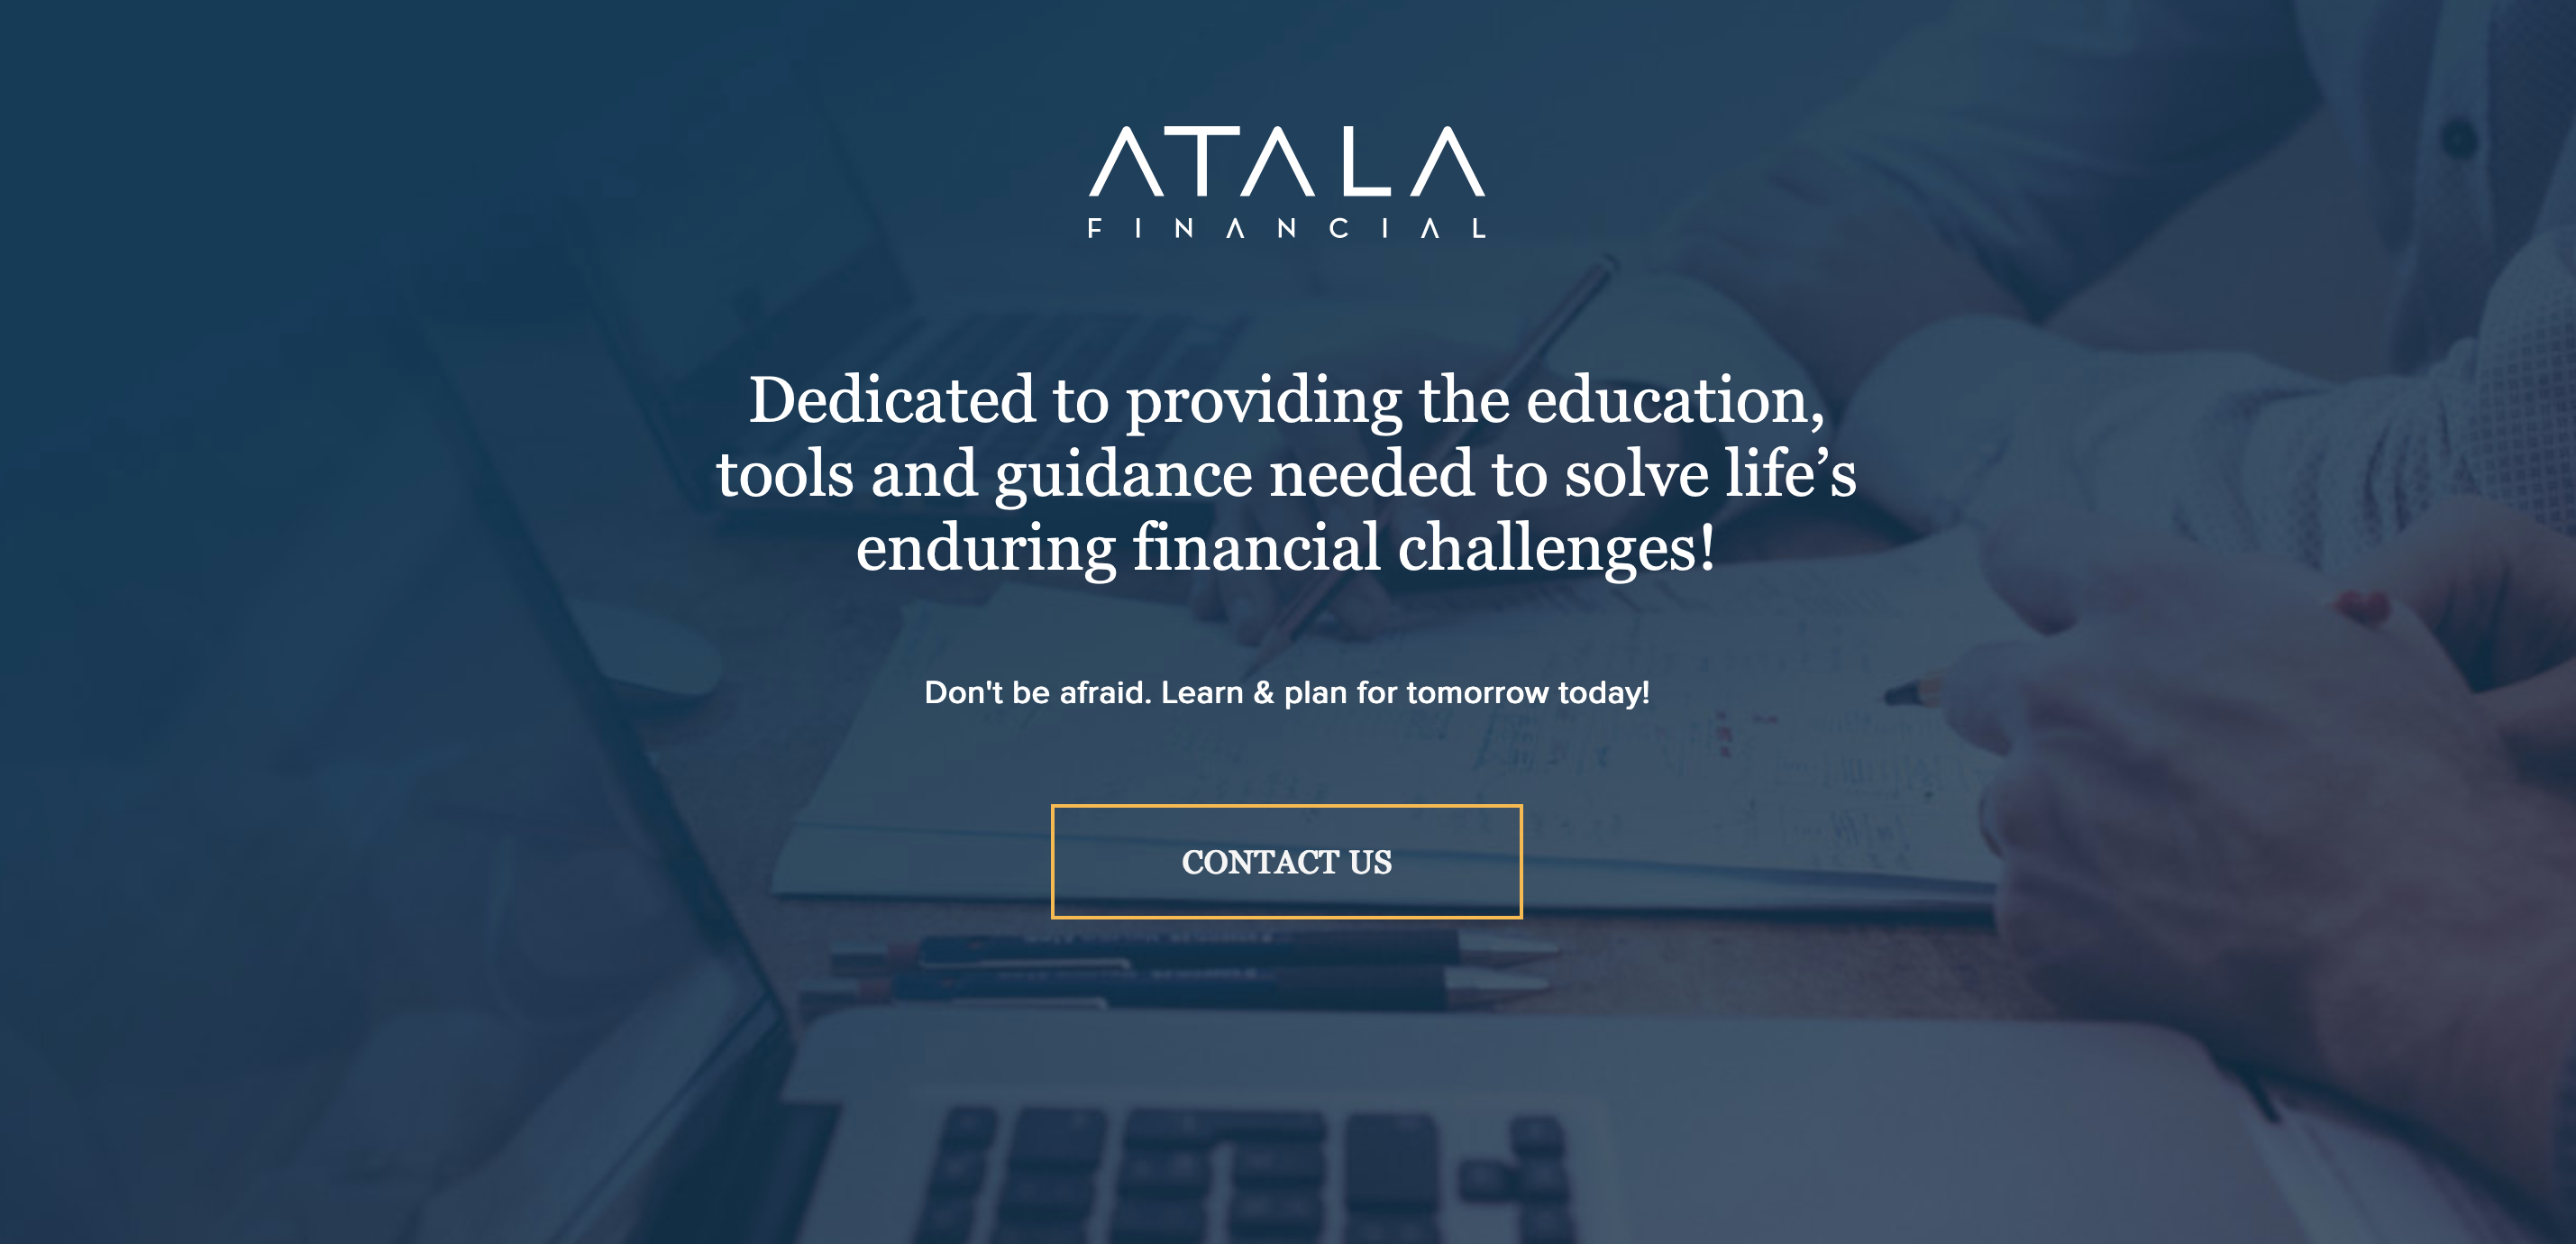 ATALA
FINANCIAL
Dedicated to providing the education,
tools and guidance needed to solve life’s
enduring financial challenges!
Don't be afraid. Learn & plan for tomorrow today!
CONTACT US